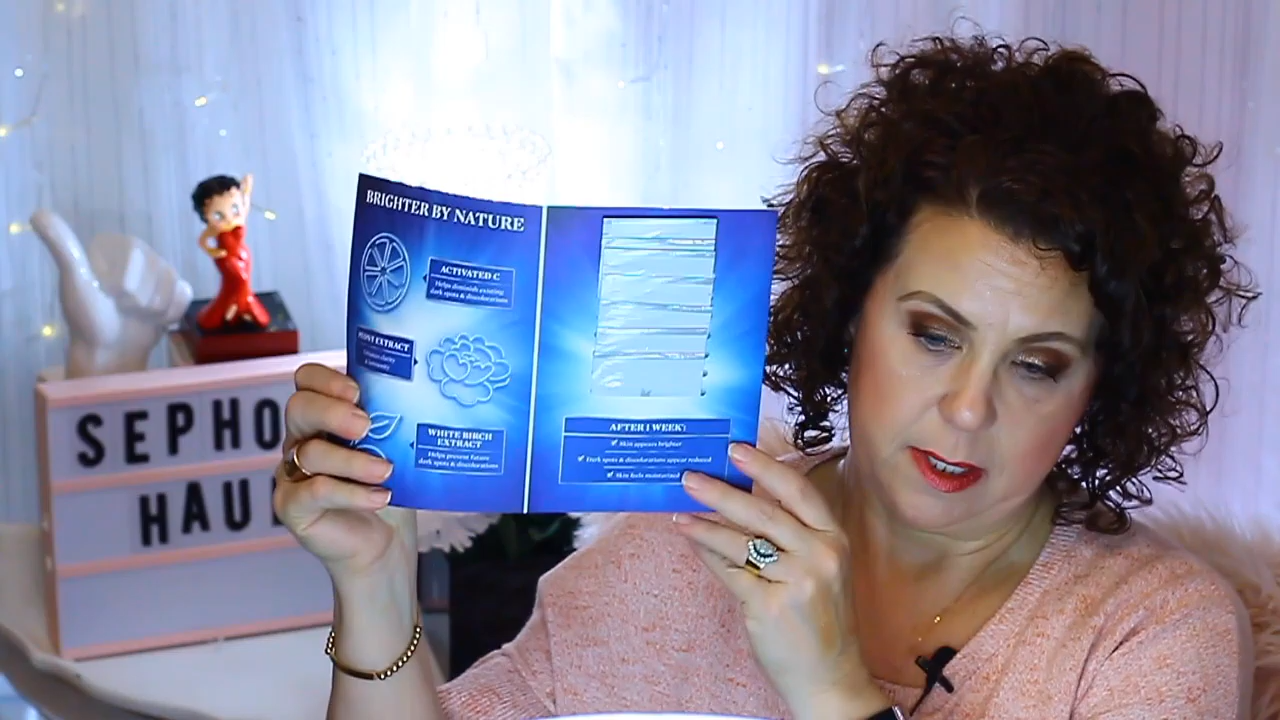 BRIGHTER BY NATURE
ACTIVATED C
Helps diminish existing
dark spots & discolorations
EXTRACT
clarity
WHITE BIRCH
EXTRACT
Helps prevent future
dark spots & discolorations
AFTER 1 WEEK:
Skin appears brighter
Dark spots & discolorations appear reduced
Skin feels moisturized
SEPHO
HAU